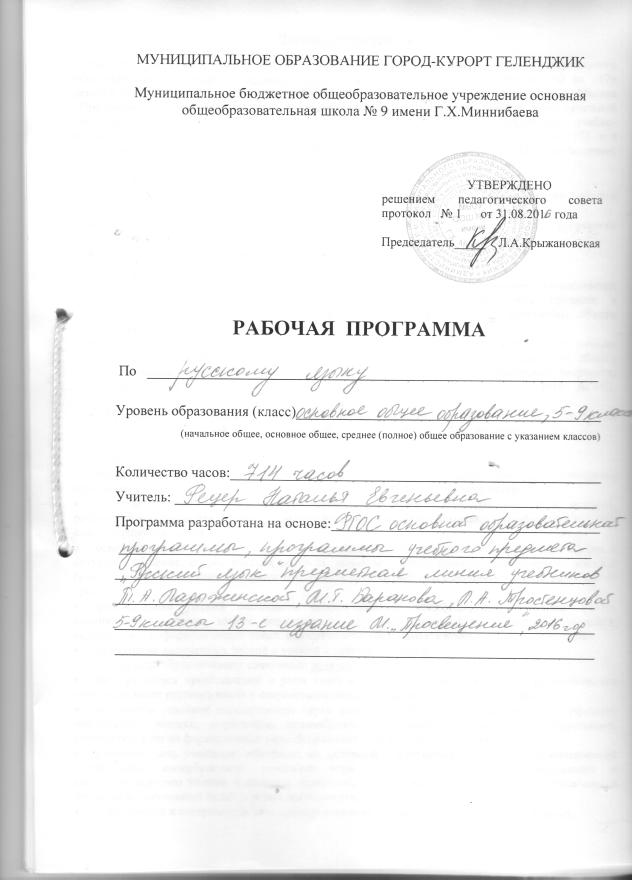 МУНИЦИПАЛЬНОЕ ОБРАЗОВАНИЕ ГОРОД-КУРОРТ ГЕЛЕНДЖИК
Муниципальное бюджетное общеобразовательное учреждение основная
общеобразовательная школа № 9 имени Г.Х.Миннибаева
УТВЕРЖДЕНО
решением педагогического совета
протокол № 1 от 31.08.2016 года
Председатель Л.А.Крыжановская
РАБОЧАЯ ПРОГРАММА
По русскому языку
Уровень образования (класс) основное общее образование, 5-9 класс
(начальное общее, основное общее, среднее (полное) общее образование с указанием классов)
Количество часов: 714 часов
Учитель: Рецер Наталья Евгеньевна
Программа разработана на основе: ФГОС основной образовательной
программы, программы учебного предмета
„Русский язык" предметная линия учебников
Т.А. Ладыженской, М.Т. Баранова, Л.А. Тростенцовой
5-9 классы 13-е издание М. „Просвещение", 2016 год